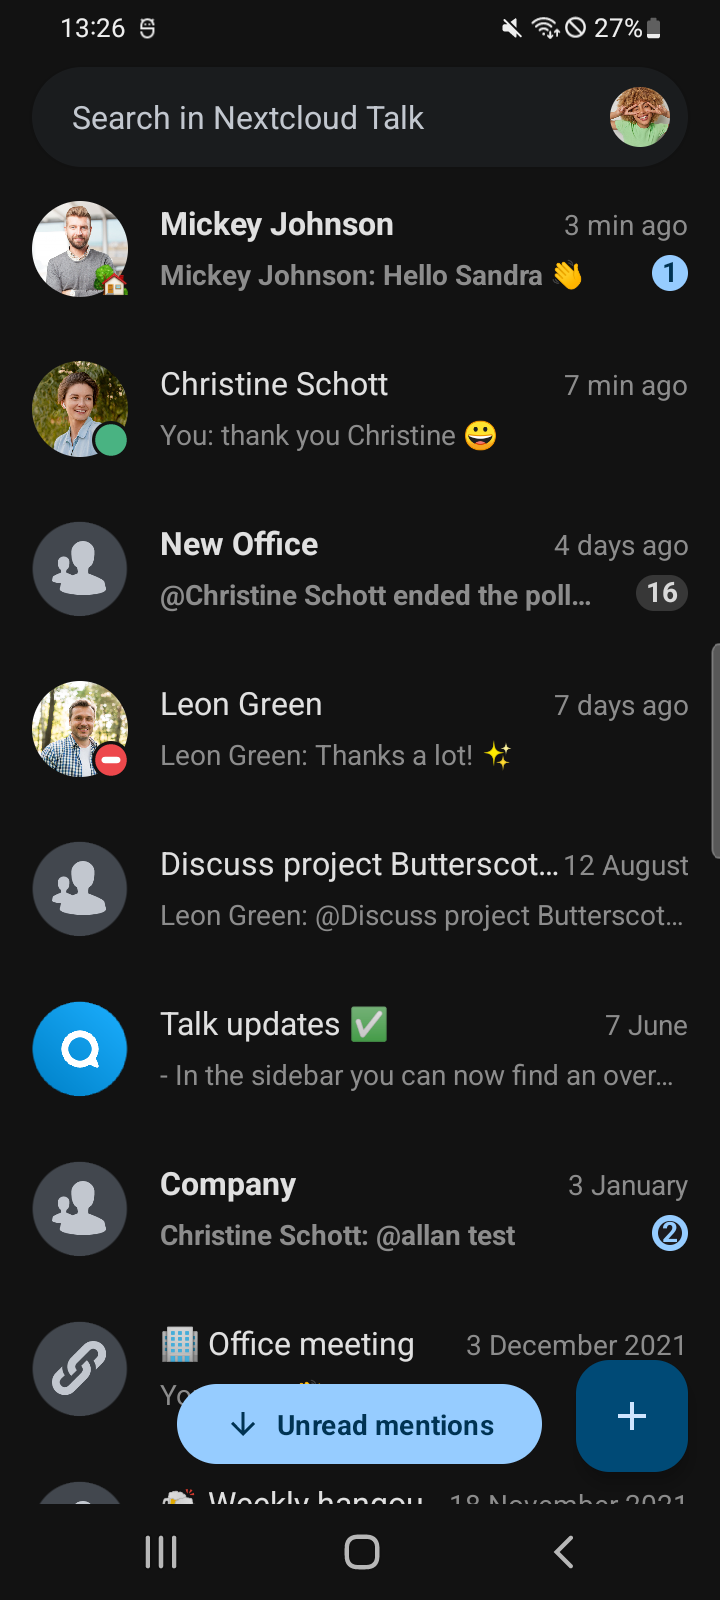 13:26 27%
Search in Nextcloud Talk
Mickey Johnson 3 min ago
Mickey Johnson: Hello Sandra 👋 1
Christine Schott 7 min ago
You: thank you Christine 😀
New Office 4 days ago
@Christine Schott ended the poll… 16
Leon Green 7 days ago
Leon Green: Thanks a lot! ✨
Discuss project Butterscot… 12 August
Leon Green: @Discuss project Butterscot…
Talk updates ✅ 7 June
- In the sidebar you can now find an over…
Company 3 January
Christine Schott: @allan test 2
🏢 Office meeting 3 December 2021
Unread mentions
🍻 Weekly hangou 18 November 2021